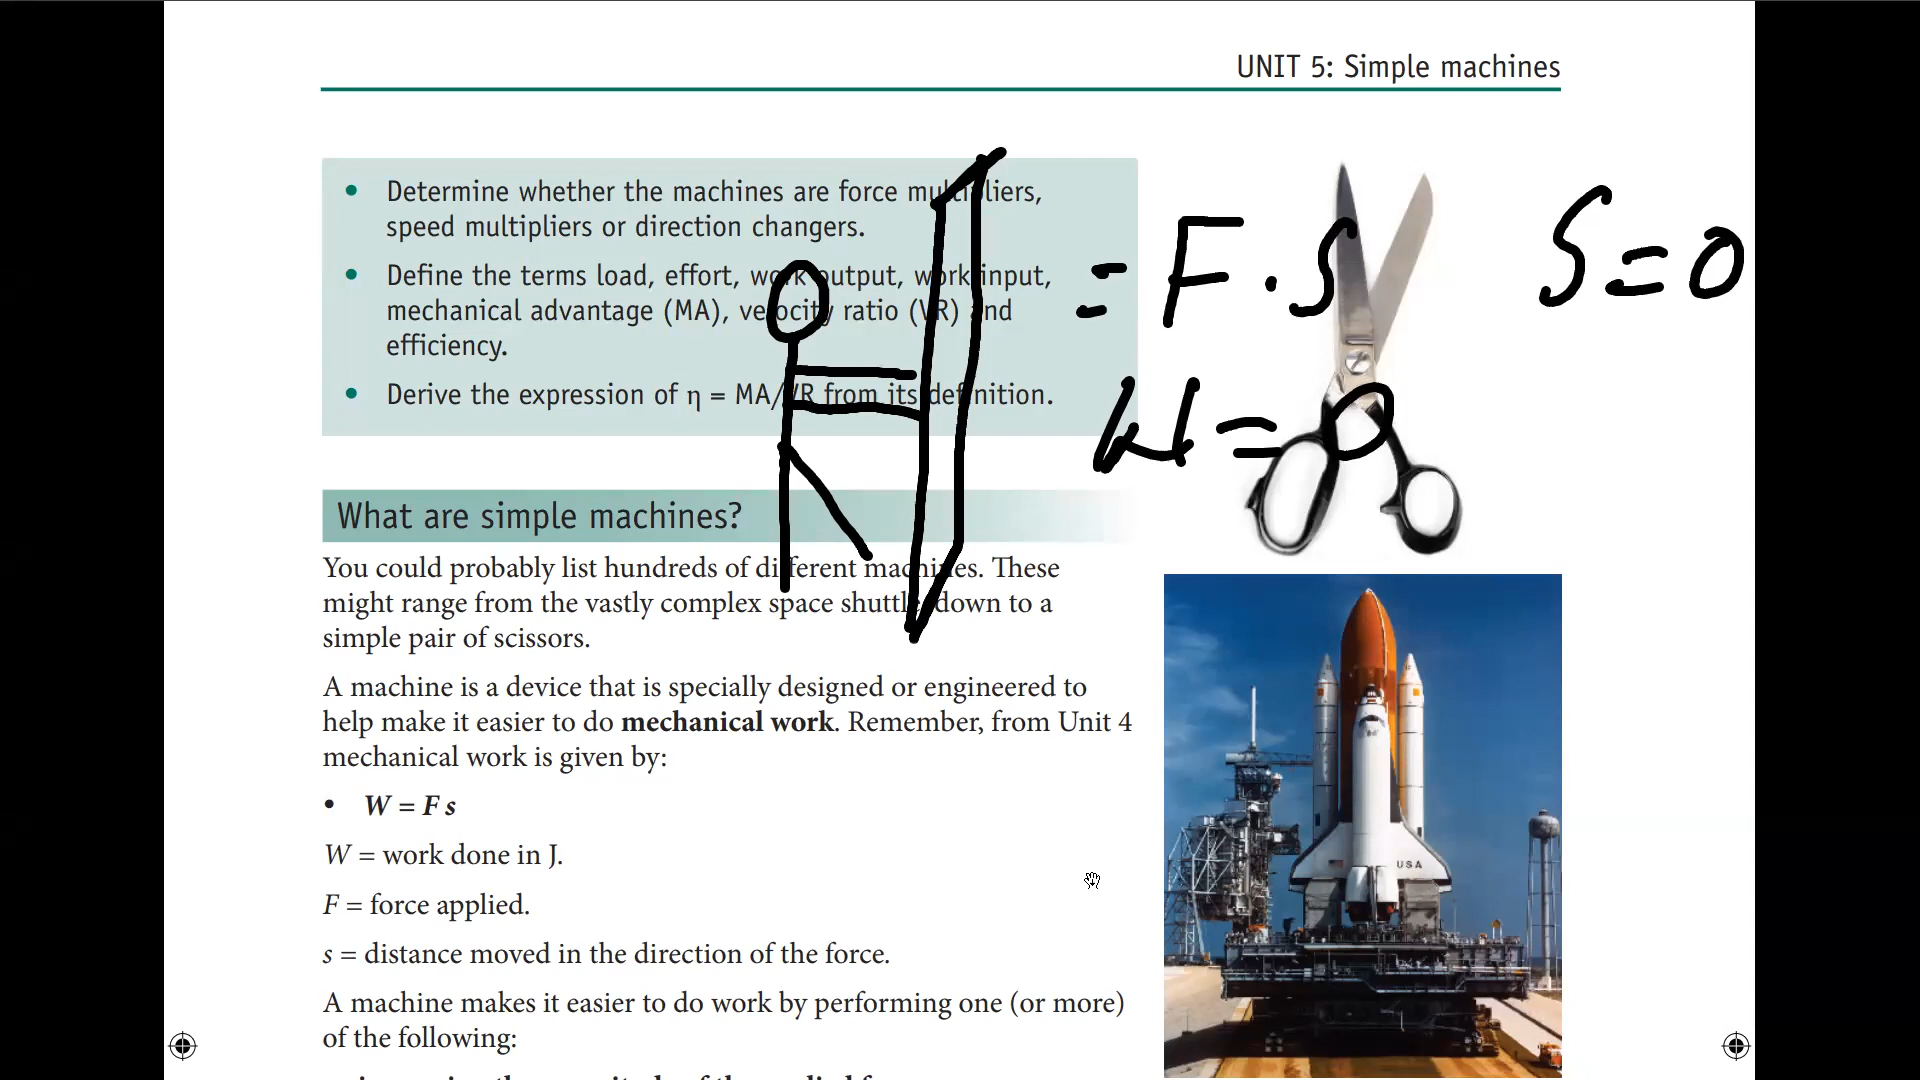 UNIT 5: Simple machines
• Determine whether the machines are force multipliers,
speed multipliers or direction changers.
• Define the terms load, effort, work output, work input,
mechanical advantage (MA), velocity ratio (VR) and
efficiency.
• Derive the expression of η = MA/VR from its definition.
= F . S
S = 0
W = 0
What are simple machines?
You could probably list hundreds of different machines. These
might range from the vastly complex space shuttle, down to a
simple pair of scissors.
A machine is a device that is specially designed or engineered to
help make it easier to do mechanical work. Remember, from Unit 4
mechanical work is given by:
• W = F s
W = work done in J.
F = force applied.
s = distance moved in the direction of the force.
A machine makes it easier to do work by performing one (or more)
of the following:
USA